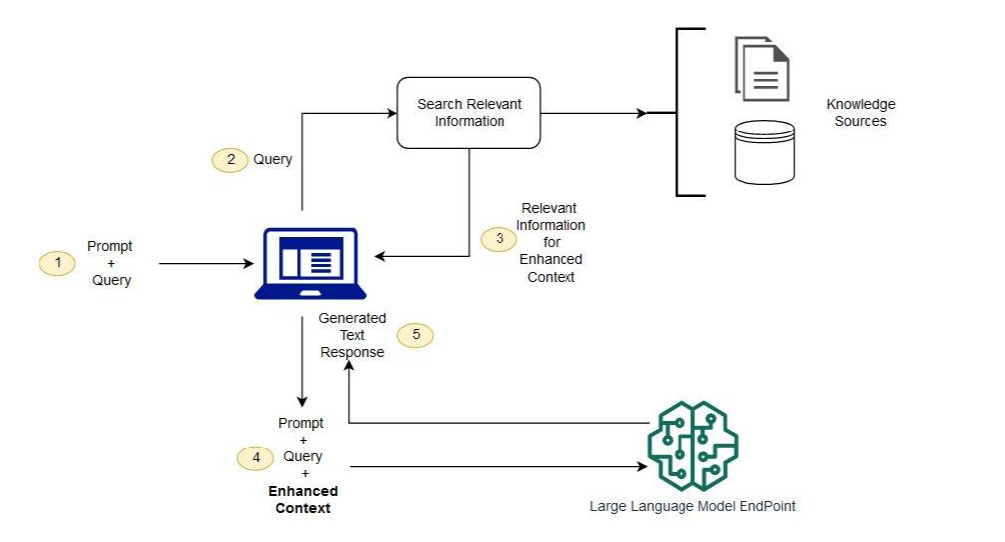 Search Relevant
Information
Knowledge
Sources
2
Query
1
Prompt
+
Query
3
Relevant
Information
for
Enhanced
Context
Generated
Text
Response
5
4
Prompt
+
Query
+
Enhanced
Context
Large Language Model EndPoint